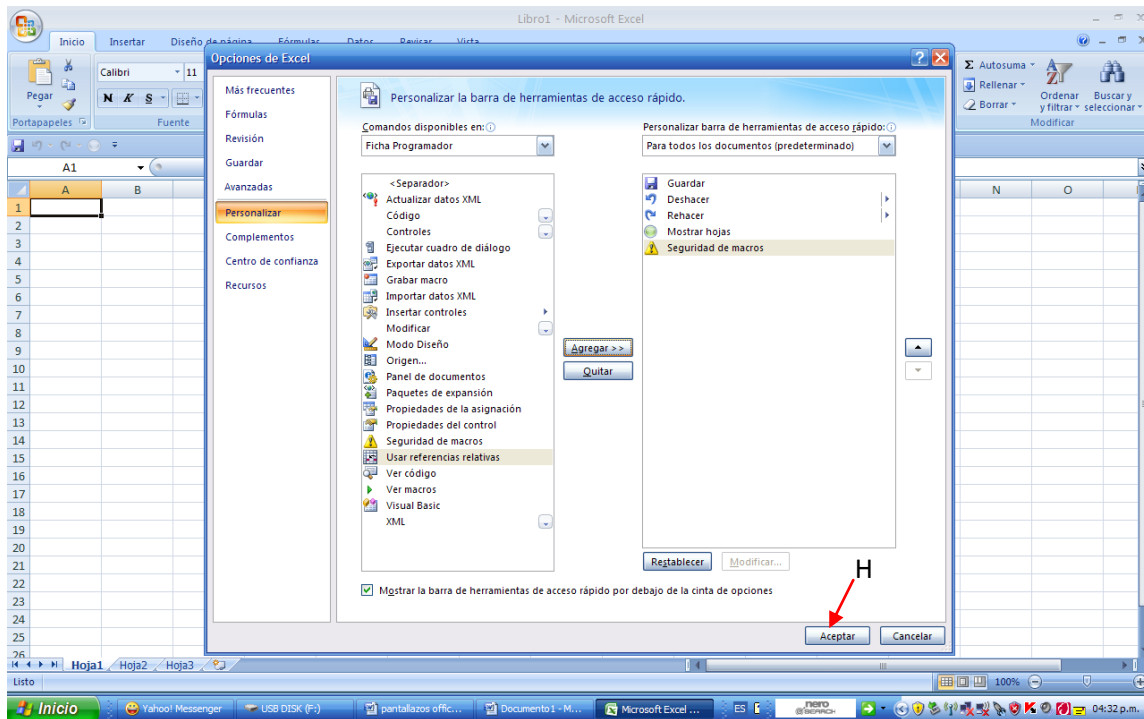 Libro1 - Microsoft Excel
Inicio Insertar Diseño de página Fórmulas Datos Revisar Vista
Opciones de Excel
Pegar
Portapapeles
Calibri 11
N K S
Fuente
Σ Autosuma
Rellenar
Borrar
Ordenar y filtrar
Buscar y seleccionar
Modificar
A1
A B N O
1
2
3
4
5
6
7
8
9
10
11
12
13
14
15
16
17
18
19
20
21
22
23
24
25
26
Más frecuentes
Fórmulas
Revisión
Guardar
Avanzadas
Personalizar
Complementos
Centro de confianza
Recursos
Personalizar la barra de herramientas de acceso rápido.
Comandos disponibles en:
Ficha Programador
<Separador>
Actualizar datos XML
Código
Controles
Ejecutar cuadro de diálogo
Exportar datos XML
Grabar macro
Importar datos XML
Insertar controles
Modificar
Modo Diseño
Origen...
Panel de documentos
Paquetes de expansión
Propiedades de la asignación
Propiedades del control
Seguridad de macros
Usar referencias relativas
Ver código
Ver macros
Visual Basic
XML
Agregar >>
Quitar
Personalizar barra de herramientas de acceso rápido:
Para todos los documentos (predeterminado)
Guardar
Deshacer
Rehacer
Mostrar hojas
Seguridad de macros
Restablecer Modificar...
H
Mostrar la barra de herramientas de acceso rápido por debajo de la cinta de opciones
Aceptar Cancelar
Hoja1 Hoja2 Hoja3
Listo 100%
Inicio Yahoo! Messenger USB DISK (F:) pantallazos offic... Documento1 - M... Microsoft Excel ... ES nero SEARCH 04:32 p.m.